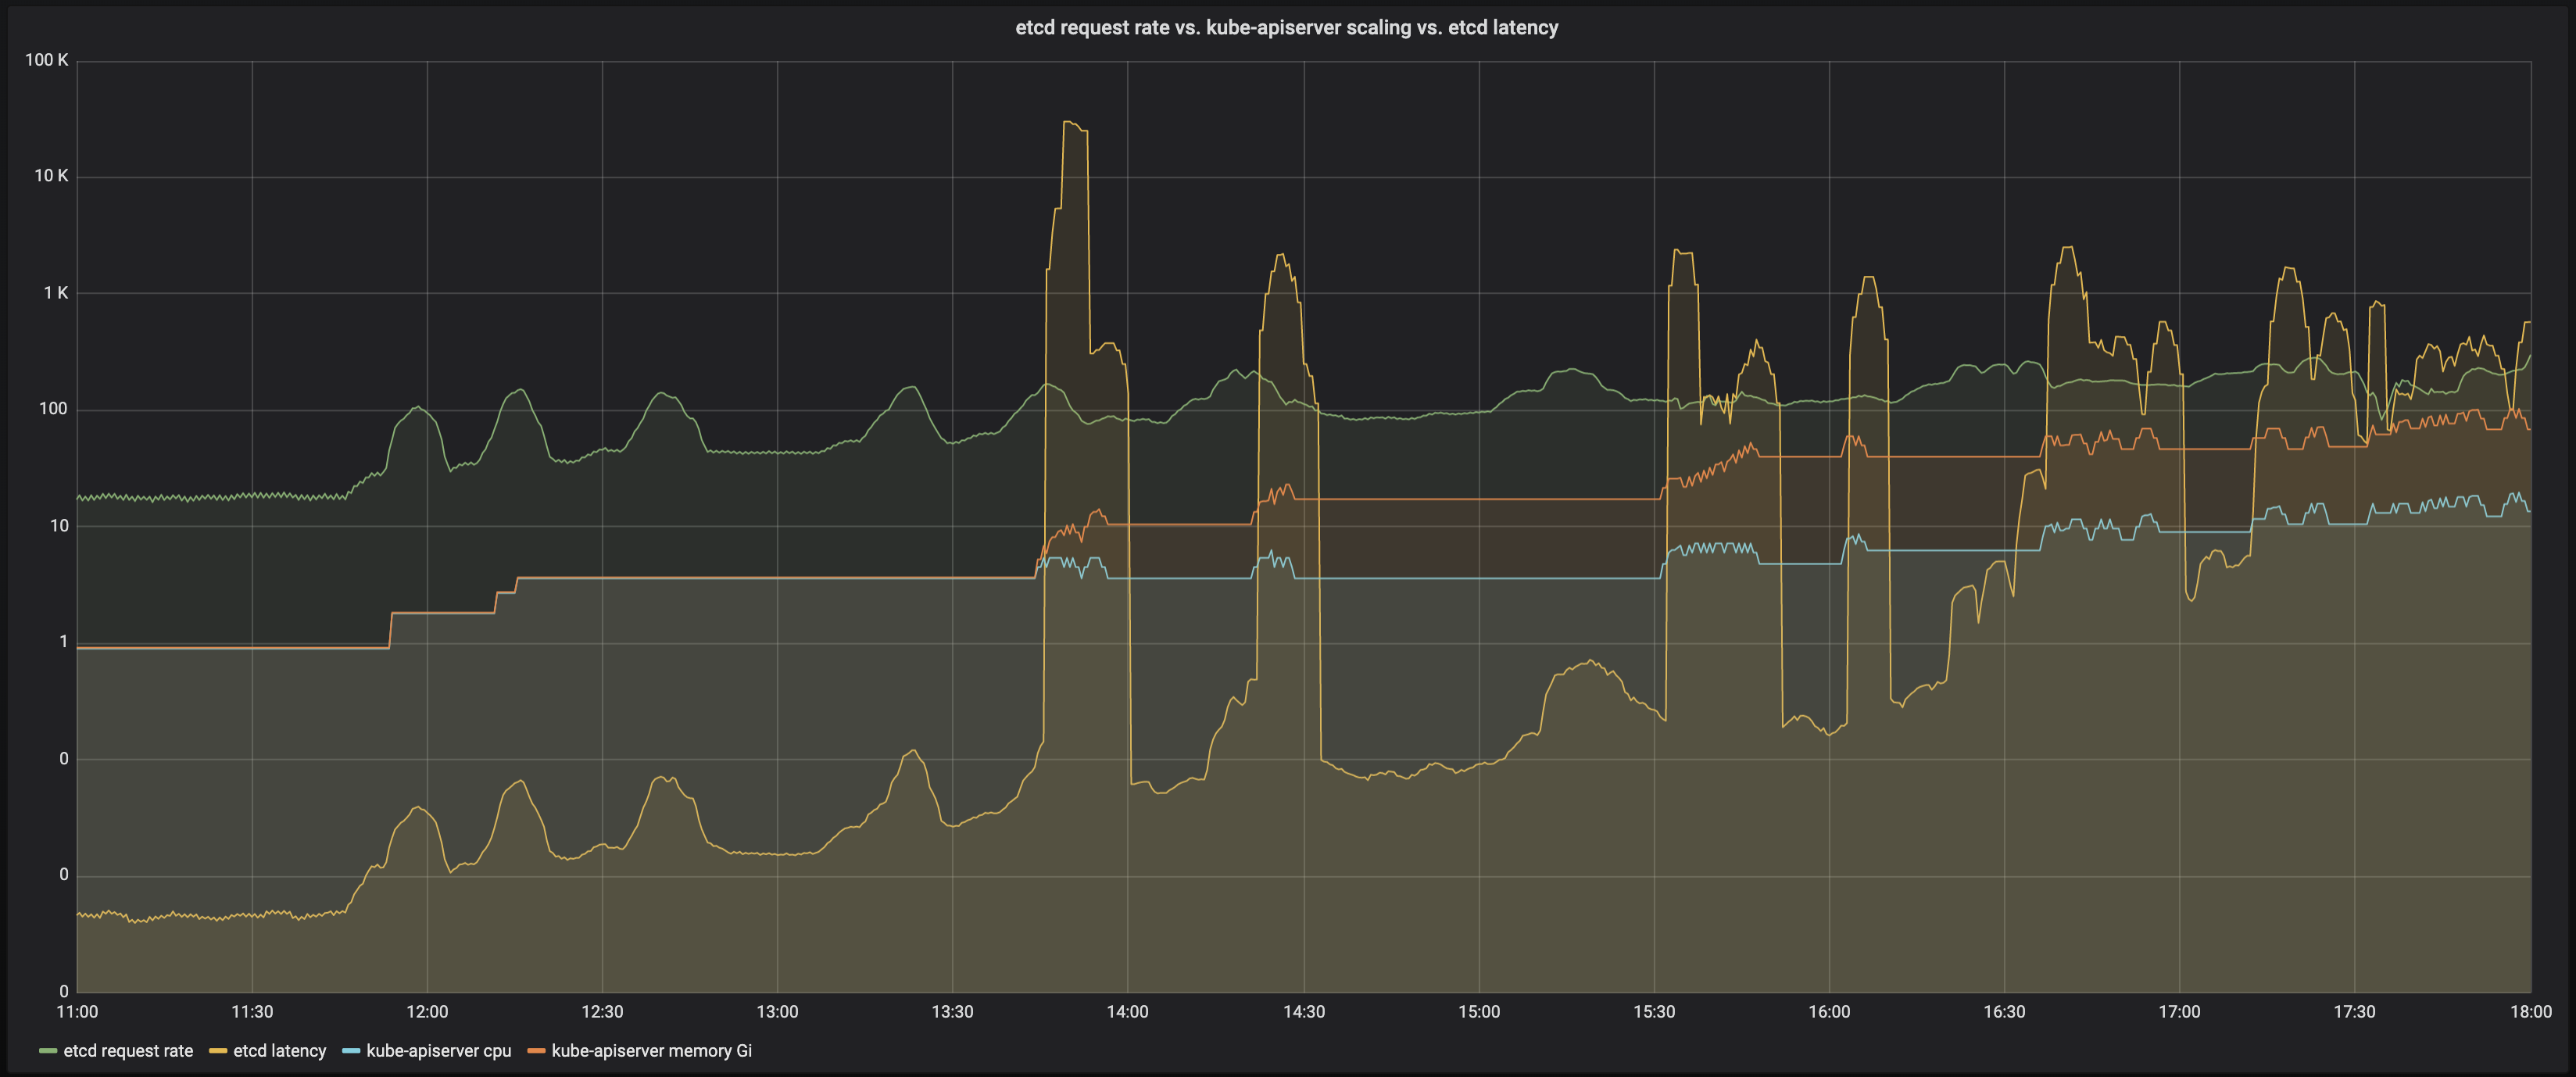 etcd request rate vs. kube-apiserver scaling vs. etcd latency
100 K
10 K
1 K
100
10
1
0
0
0
11:00 11:30 12:00 12:30 13:00 13:30 14:00 14:30 15:00 15:30 16:00 16:30 17:00 17:30 18:00
etcd request rate etcd latency kube-apiserver cpu kube-apiserver memory Gi